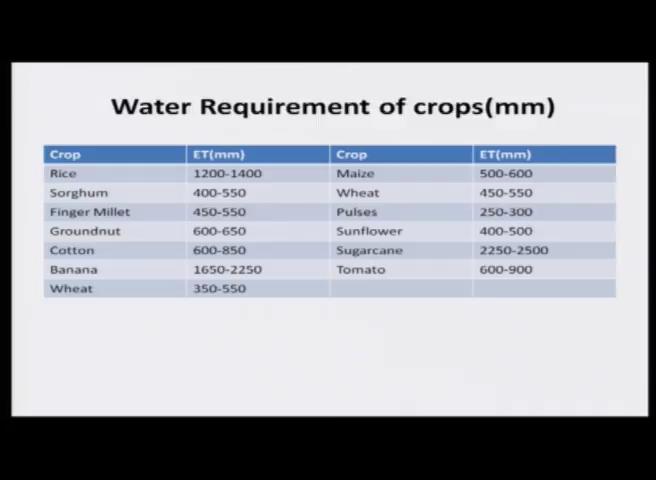 Water Requirement of crops(mm)
Crop ET(mm) Crop ET(mm)
Rice 1200-1400 Maize 500-600
Sorghum 400-550 Wheat 450-550
Finger Millet 450-550 Pulses 250-300
Groundnut 600-650 Sunflower 400-500
Cotton 600-850 Sugarcane 2250-2500
Banana 1650-2250 Tomato 600-900
Wheat 350-550